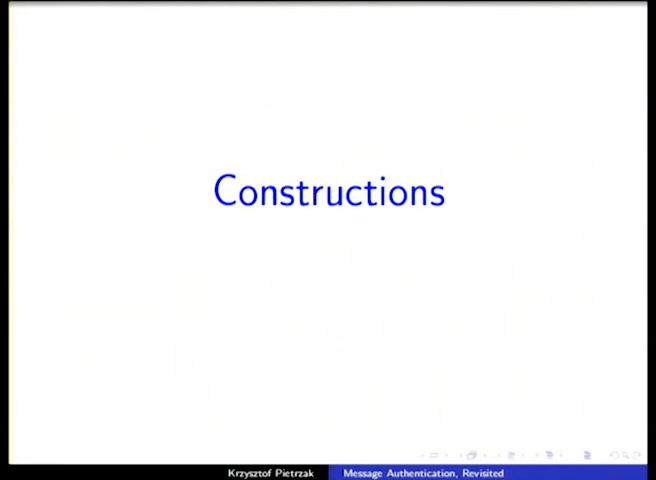 Constructions
Krzysztof Pietrzak
Message Authentication, Revisited